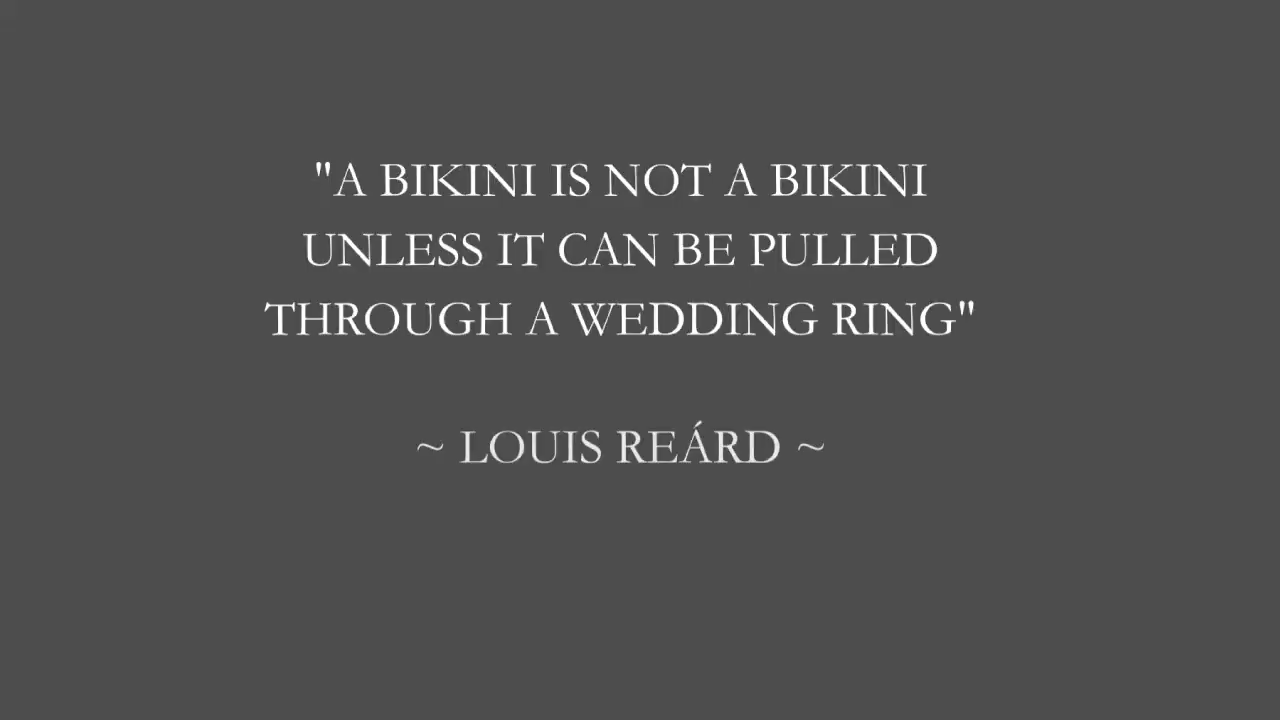 "A BIKINI IS NOT A BIKINI
UNLESS IT CAN BE PULLED
THROUGH A WEDDING RING"
~ LOUIS REÁRD ~